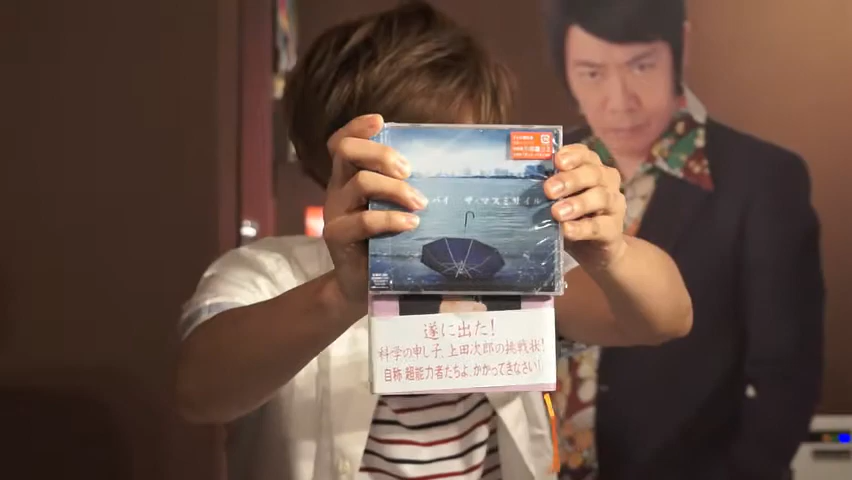 バイ ザ・マスミサイル
遂に出た!
科学の申し子、上田次郎の挑戦状!
自称 超能力者たちよ、かかってきなさい!